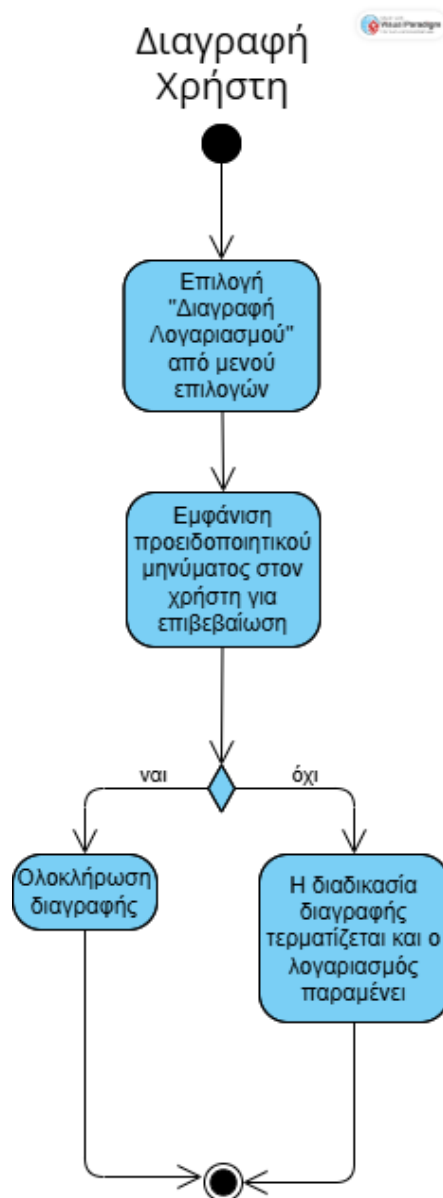 Visual Paradigm
Διαγραφή
Χρήστη
Επιλογή
"Διαγραφή
Λογαριασμού"
από μενού
επιλογών
Εμφάνιση
προειδοποιητικού
μηνύματος στον
χρήστη για
επιβεβαίωση
ναι
όχι
Ολοκλήρωση
διαγραφής
Η διαδικασία
διαγραφής
τερματίζεται και ο
λογαριασμός
παραμένει